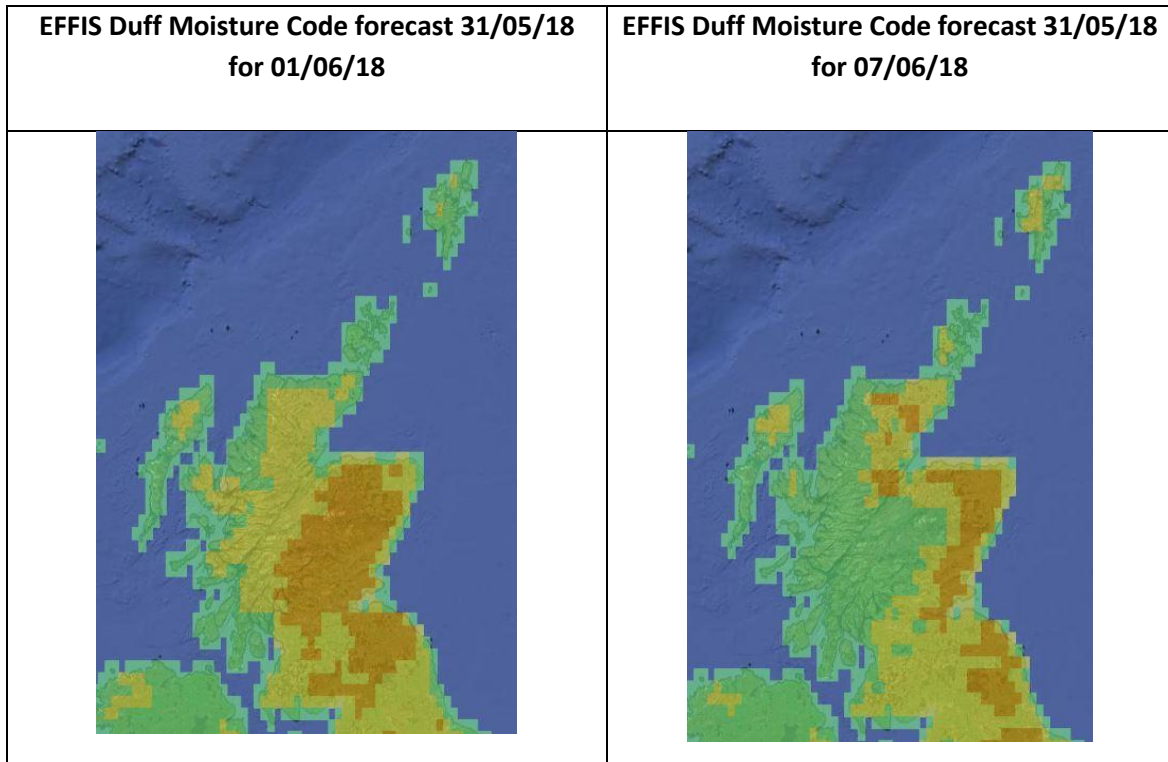 EFFIS Duff Moisture Code forecast 31/05/18
for 01/06/18
EFFIS Duff Moisture Code forecast 31/05/18
for 07/06/18